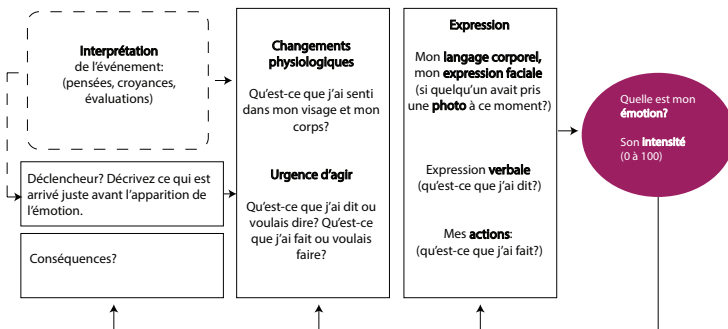 Interprétation
de l'événement:
(pensées, croyances,
évaluations)
Déclencheur? Décrivez ce qui est
arrivé juste avant l'apparition de
l'émotion.
Conséquences?
Changements
physiologiques
Qu'est-ce que j'ai senti
dans mon visage et mon
corps?
Urgence d'agir
Qu'est-ce que j'ai dit ou
voulais dire? Qu'est-ce
que j'ai fait ou voulais
faire?
Expression
Mon langage corporel,
mon expression faciale
(si quelqu'un avait pris
une photo à ce moment?)
Expression verbale
(qu'est-ce que j'ai dit?)
Mes actions:
(qu'est-ce que j'ai fait?)
Quelle est mon
émotion?
Son intensité
(0 à 100)